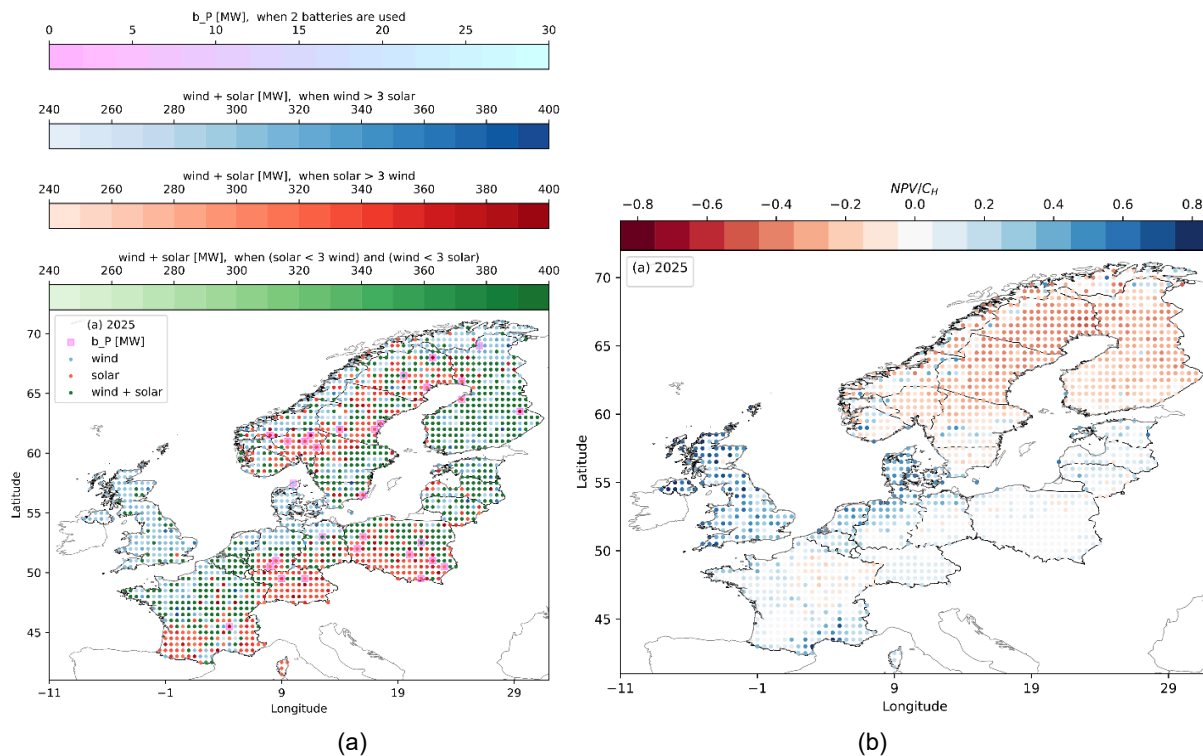 b_P [MW], when 2 batteries are used
0 5 10 15 20 25 30
wind + solar [MW], when wind > 3 solar
240 260 280 300 320 340 360 380 400
wind + solar [MW], when solar > 3 wind
240 260 280 300 320 340 360 380 400
wind + solar [MW], when (solar < 3 wind) and (wind < 3 solar)
240 260 280 300 320 340 360 380 400
(a) 2025
b_P [MW]
wind
solar
wind + solar
Latitude
70
65
60
55
50
45
−11 −1 9 19 29
Longitude
(a)
NPV/C_H
−0.8 −0.6 −0.4 −0.2 0.0 0.2 0.4 0.6 0.8
(a) 2025
Latitude
70
65
60
55
50
45
−11 −1 9 19 29
Longitude
(b)